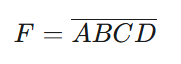 F = \overline{ABCD}